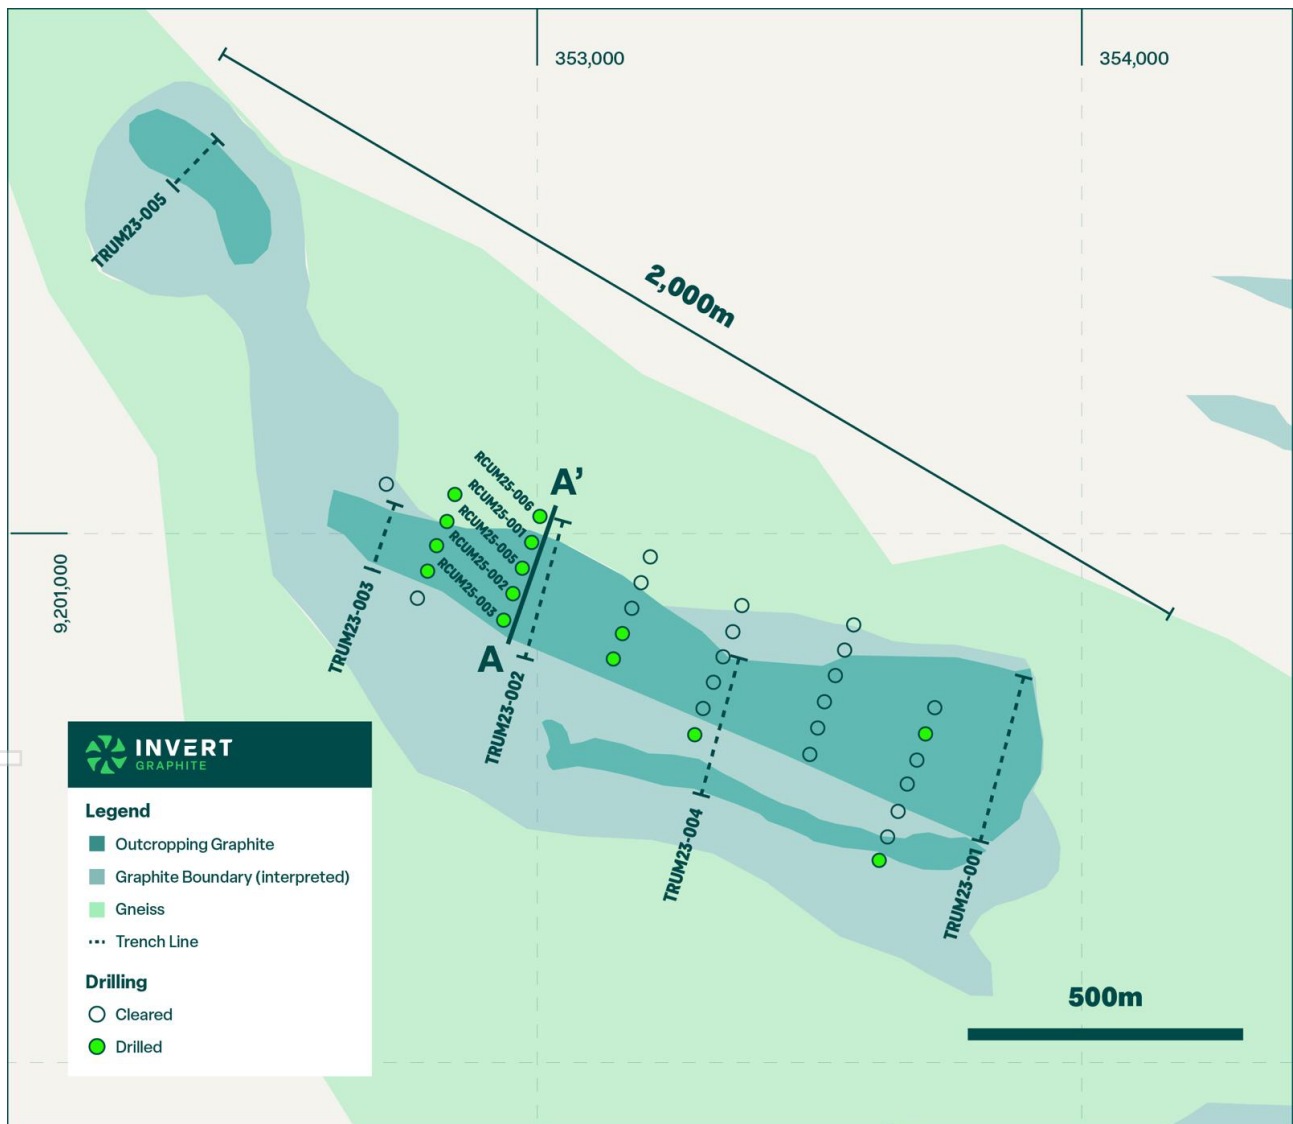 353,000
354,000
TRUM23-005
2,000m
RCUM25-006
A’
RCUM25-001
RCUM25-005
RCUM25-002
RCUM25-003
9,201,000
TRUM23-003
A
TRUM23-002
TRUM23-004
TRUM23-001
INVERT
GRAPHITE
Legend
Outcropping Graphite
Graphite Boundary (interpreted)
Gneiss
Trench Line
Drilling
Cleared
Drilled
500m